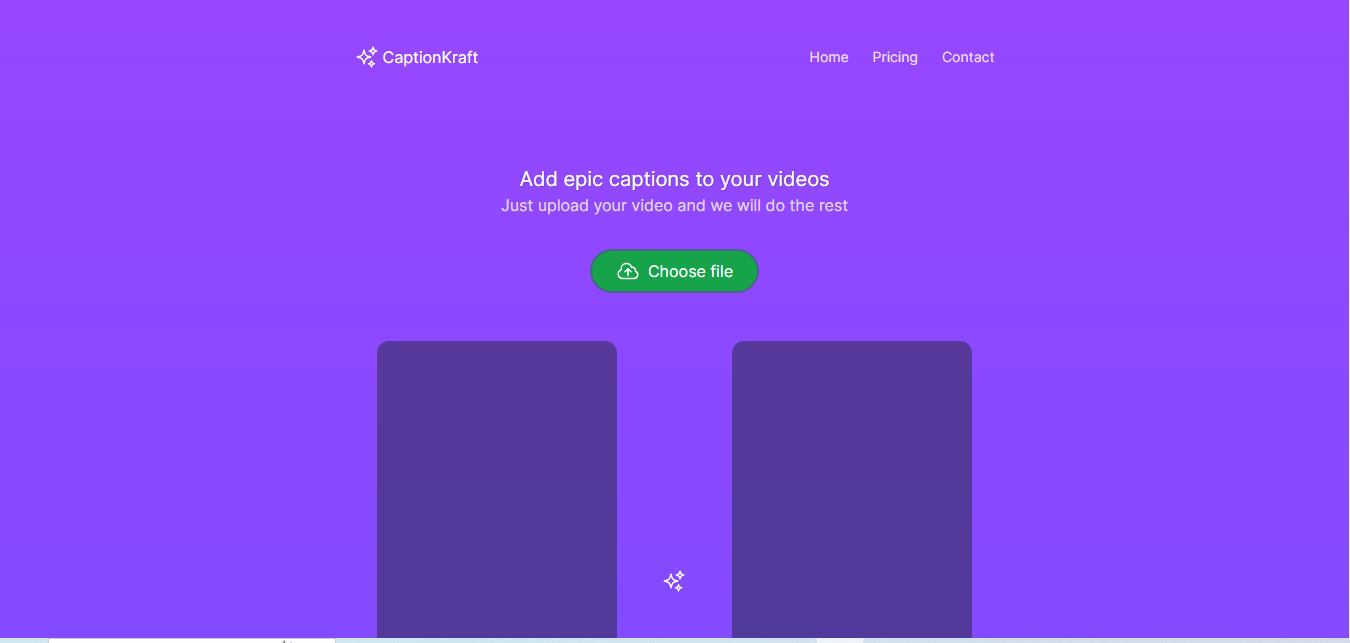 CaptionKraft
Home Pricing Contact
Add epic captions to your videos
Just upload your video and we will do the rest
Choose file